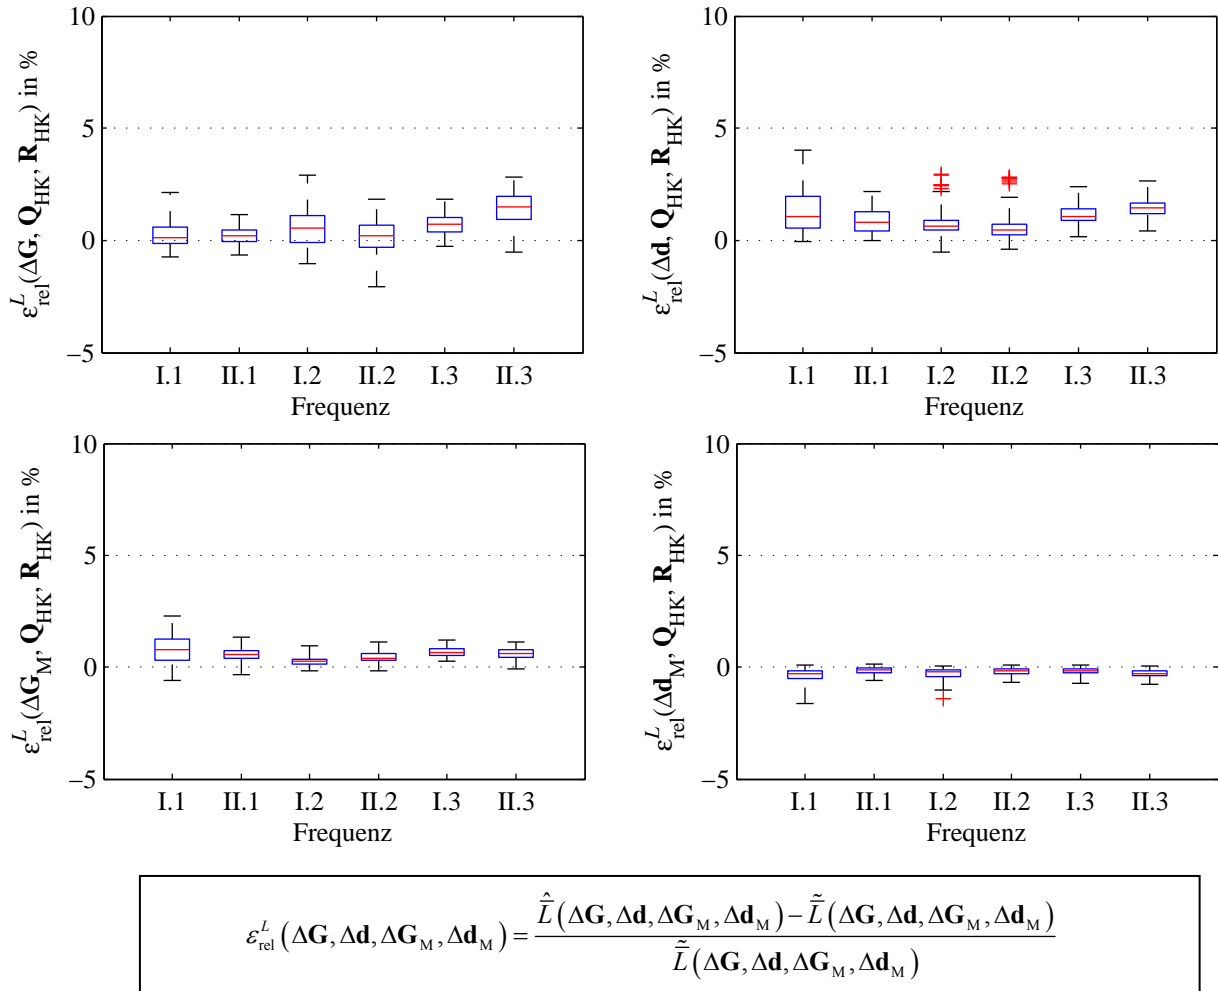 10
5
0
–5
ε^L_rel(ΔG, Q_HK, R_HK) in %
I.1 II.1 I.2 II.2 I.3 II.3
Frequenz
10
5
0
–5
ε^L_rel(Δd, Q_HK, R_HK) in %
I.1 II.1 I.2 II.2 I.3 II.3
Frequenz
10
5
0
–5
ε^L_rel(ΔG_M, Q_HK, R_HK) in %
I.1 II.1 I.2 II.2 I.3 II.3
Frequenz
10
5
0
–5
ε^L_rel(Δd_M, Q_HK, R_HK) in %
I.1 II.1 I.2 II.2 I.3 II.3
Frequenz
ε^L_rel(ΔG, Δd, ΔG_M, Δd_M) = (L̄̂(ΔG, Δd, ΔG_M, Δd_M) − L̄̃(ΔG, Δd, ΔG_M, Δd_M)) / L̄̃(ΔG, Δd, ΔG_M, Δd_M)